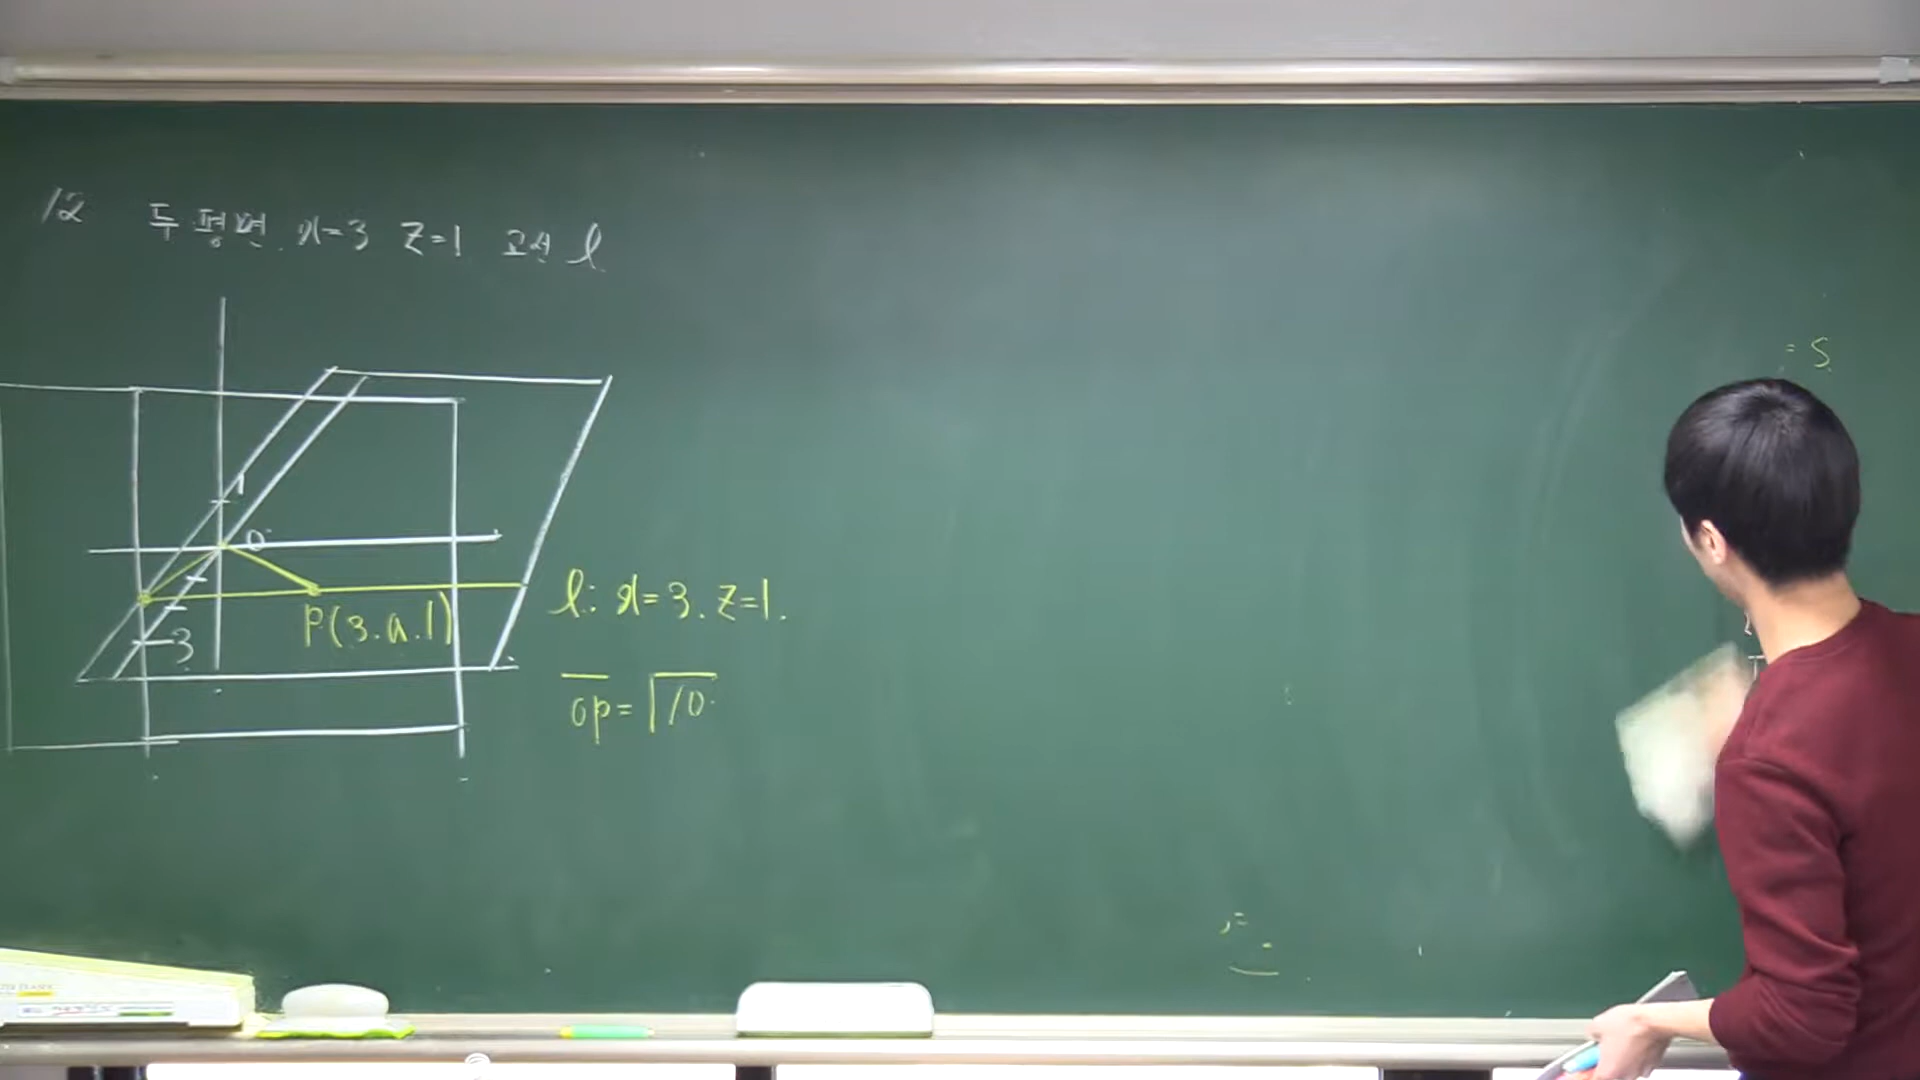 12 두 평면 x=3 z=1 교선 l
1
0
3
P(3.a.1)
l: x=3. z=1.
OP=√10
= S